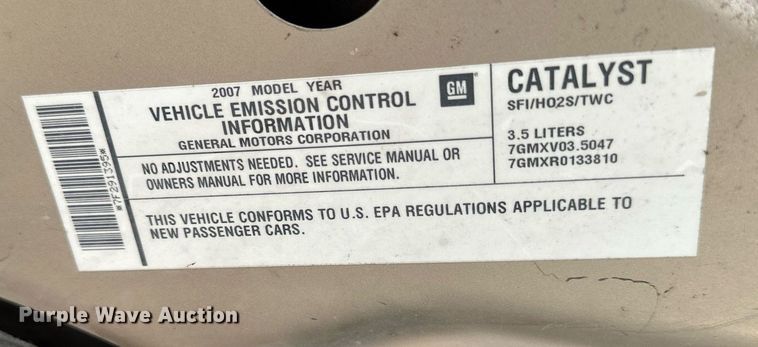 *7F291395*
2007 MODEL YEAR
VEHICLE EMISSION CONTROL
INFORMATION
GENERAL MOTORS CORPORATION
GM
CATALYST
SFI/HO2S/TWC
3.5 LITERS
7GMXV03.5047
7GMXR0133810
NO ADJUSTMENTS NEEDED. SEE SERVICE MANUAL OR
OWNERS MANUAL FOR MORE INFORMATION.
THIS VEHICLE CONFORMS TO U.S. EPA REGULATIONS APPLICABLE TO
NEW PASSENGER CARS.
Purple Wave Auction